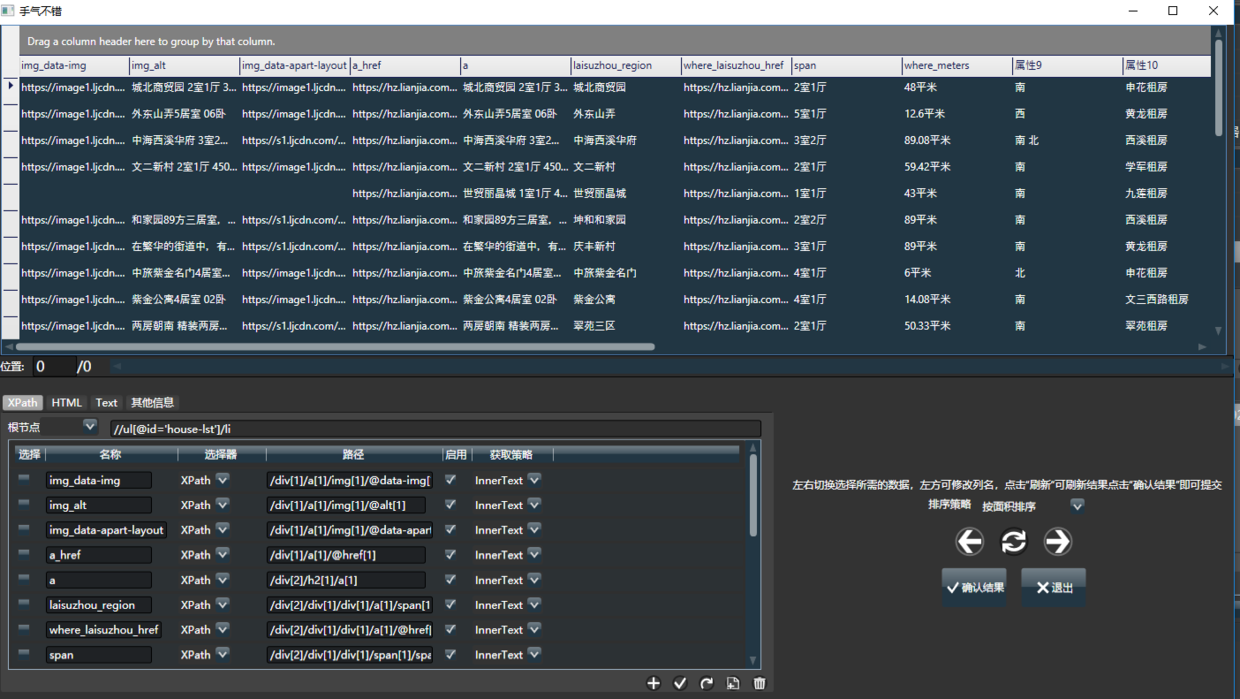 手气不错
Drag a column header here to group by that column.
img_data-img img_alt img_data-apart-layout a_href a laisuzhou_region where_laisuzhou_href span where_meters 属性9 属性10
https://image1.ljcdn.... 城北商贸园 2室1厅 3... https://image1.ljcdn.... https://hz.lianjia.com... 城北商贸园 2室1厅 3... 城北商贸园 https://hz.lianjia.com... 2室1厅 48平米 南 申花租房
https://image1.ljcdn.... 外东山弄5居室 06卧 https://image1.ljcdn.... https://hz.lianjia.com... 外东山弄5居室 06卧 外东山弄 https://hz.lianjia.com... 5室1厅 12.6平米 西 黄龙租房
https://image1.ljcdn.... 中海西溪华府 3室2... https://s1.ljcdn.com/... https://hz.lianjia.com... 中海西溪华府 3室2... 中海西溪华府 https://hz.lianjia.com... 3室2厅 89.08平米 南 北 西溪租房
https://image1.ljcdn.... 文二新村 2室1厅 450... https://image1.ljcdn.... https://hz.lianjia.com... 文二新村 2室1厅 450... 文二新村 https://hz.lianjia.com... 2室1厅 59.42平米 南 学军租房
https://hz.lianjia.com... 世贸丽晶城 1室1厅 4... 世贸丽晶城 https://hz.lianjia.com... 1室1厅 43平米 南 九莲租房
https://image1.ljcdn.... 和家园89方三居室，... https://s1.ljcdn.com/... https://hz.lianjia.com... 和家园89方三居室，... 坤和和家园 https://hz.lianjia.com... 2室2厅 89平米 南 西溪租房
https://image1.ljcdn.... 在繁华的街道中，有... https://s1.ljcdn.com/... https://hz.lianjia.com... 在繁华的街道中，有... 庆丰新村 https://hz.lianjia.com... 3室1厅 89平米 南 黄龙租房
https://image1.ljcdn.... 中旅紫金名门4居室... https://image1.ljcdn.... https://hz.lianjia.com... 中旅紫金名门4居室... 中旅紫金名门 https://hz.lianjia.com... 4室1厅 6平米 北 申花租房
https://image1.ljcdn.... 紫金公寓4居室 02卧 https://image1.ljcdn.... https://hz.lianjia.com... 紫金公寓4居室 02卧 紫金公寓 https://hz.lianjia.com... 4室1厅 14.08平米 南 文三西路租房
https://image1.ljcdn.... 两房朝南 精装两房... https://s1.ljcdn.com/... https://hz.lianjia.com... 两房朝南 精装两房... 翠苑三区 https://hz.lianjia.com... 2室1厅 50.33平米 南 翠苑租房
位置: 0 /0
XPath HTML Text 其他信息
根节点 //ul[@id='house-lst']/li
选择 名称 选择器 路径 启用 获取策略
img_data-img XPath /div[1]/a[1]/img[1]/@data-img[ InnerText
img_alt XPath /div[1]/a[1]/img[1]/@alt[1] InnerText
img_data-apart-layout XPath /div[1]/a[1]/img[1]/@data-apart InnerText
a_href XPath /div[1]/a[1]/@href[1] InnerText
a XPath /div[2]/h2[1]/a[1] InnerText
laisuzhou_region XPath /div[2]/div[1]/div[1]/a[1]/span[1 InnerText
where_laisuzhou_href XPath /div[2]/div[1]/div[1]/a[1]/@href[ InnerText
span XPath /div[2]/div[1]/div[1]/span[1]/spa InnerText
左右切换选择所需的数据，左方可修改列名，点击"刷新"可刷新结果点击"确认结果"即可提交
排序策略 按面积排序
确认结果 退出